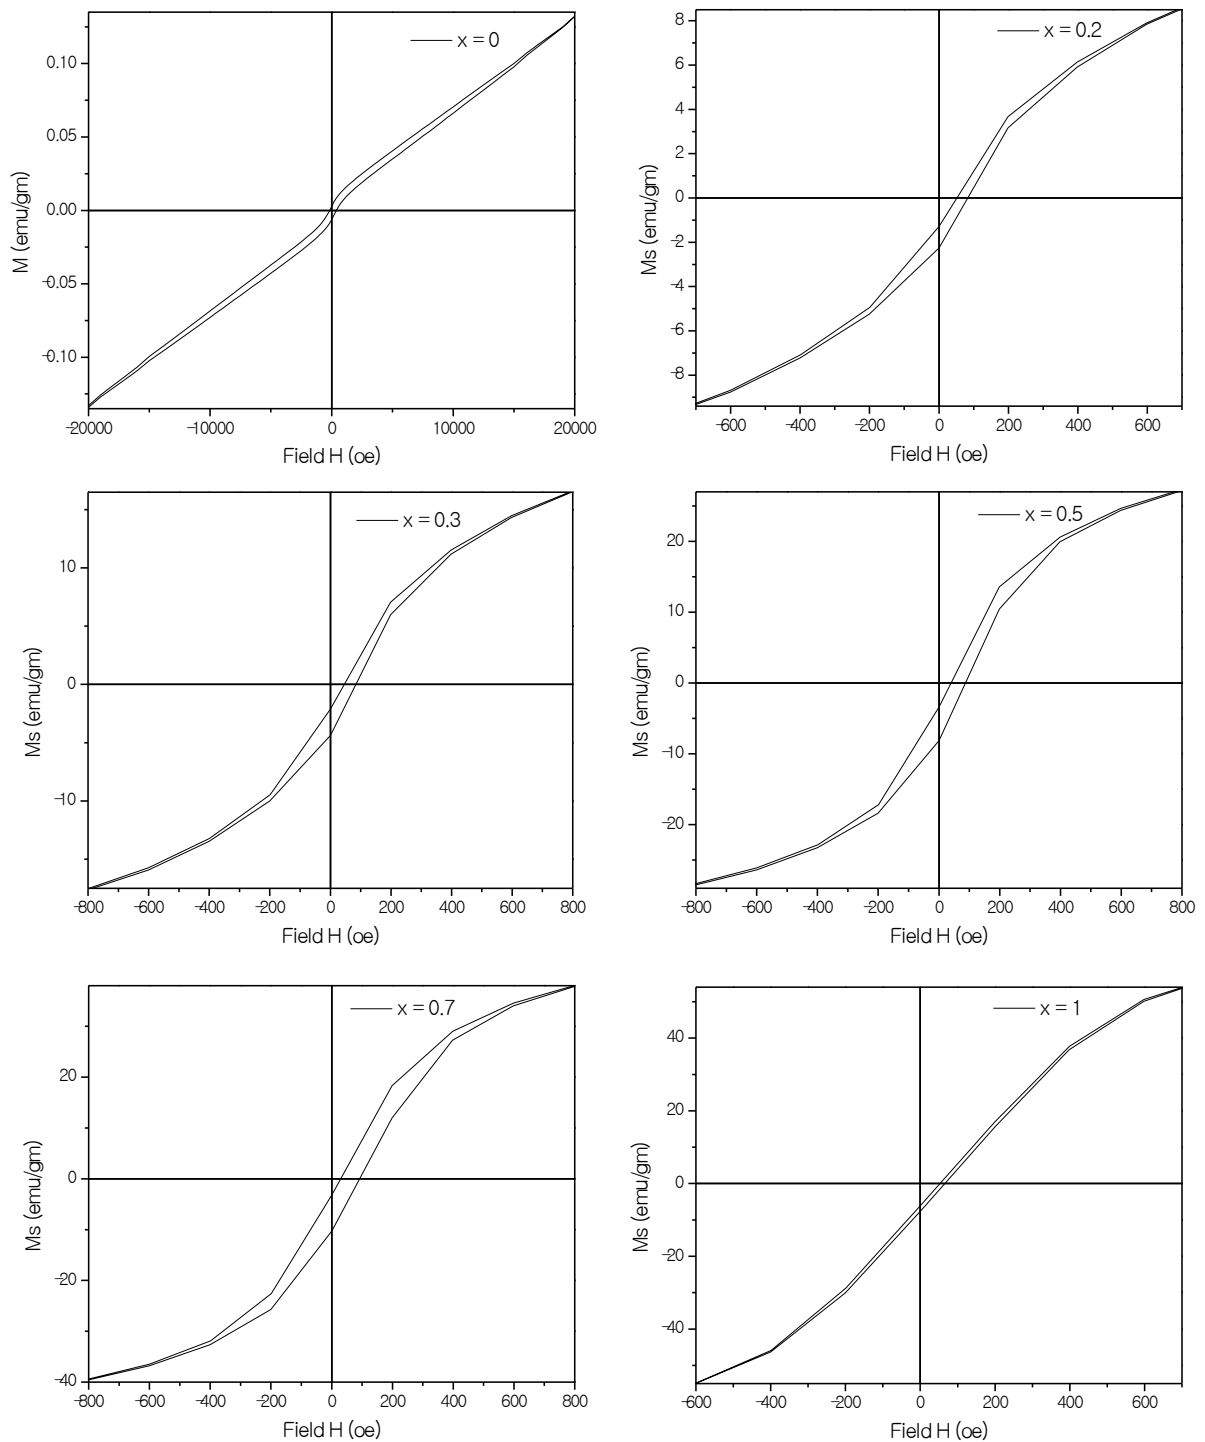 x = 0
0.10
0.05
0.00
-0.05
-0.10
M (emu/gm)
-20000 -10000 0 10000 20000
Field H (oe)
x = 0.2
8
6
4
2
0
-2
-4
-6
-8
Ms (emu/gm)
-600 -400 -200 0 200 400 600
Field H (oe)
x = 0.3
10
0
-10
Ms (emu/gm)
-800 -600 -400 -200 0 200 400 600 800
Field H (oe)
x = 0.5
20
10
0
-10
-20
Ms (emu/gm)
-800 -600 -400 -200 0 200 400 600 800
Field H (oe)
x = 0.7
20
0
-20
-40
Ms (emu/gm)
-800 -600 -400 -200 0 200 400 600 800
Field H (oe)
x = 1
40
20
0
-20
-40
Ms (emu/gm)
-600 -400 -200 0 200 400 600
Field H (oe)